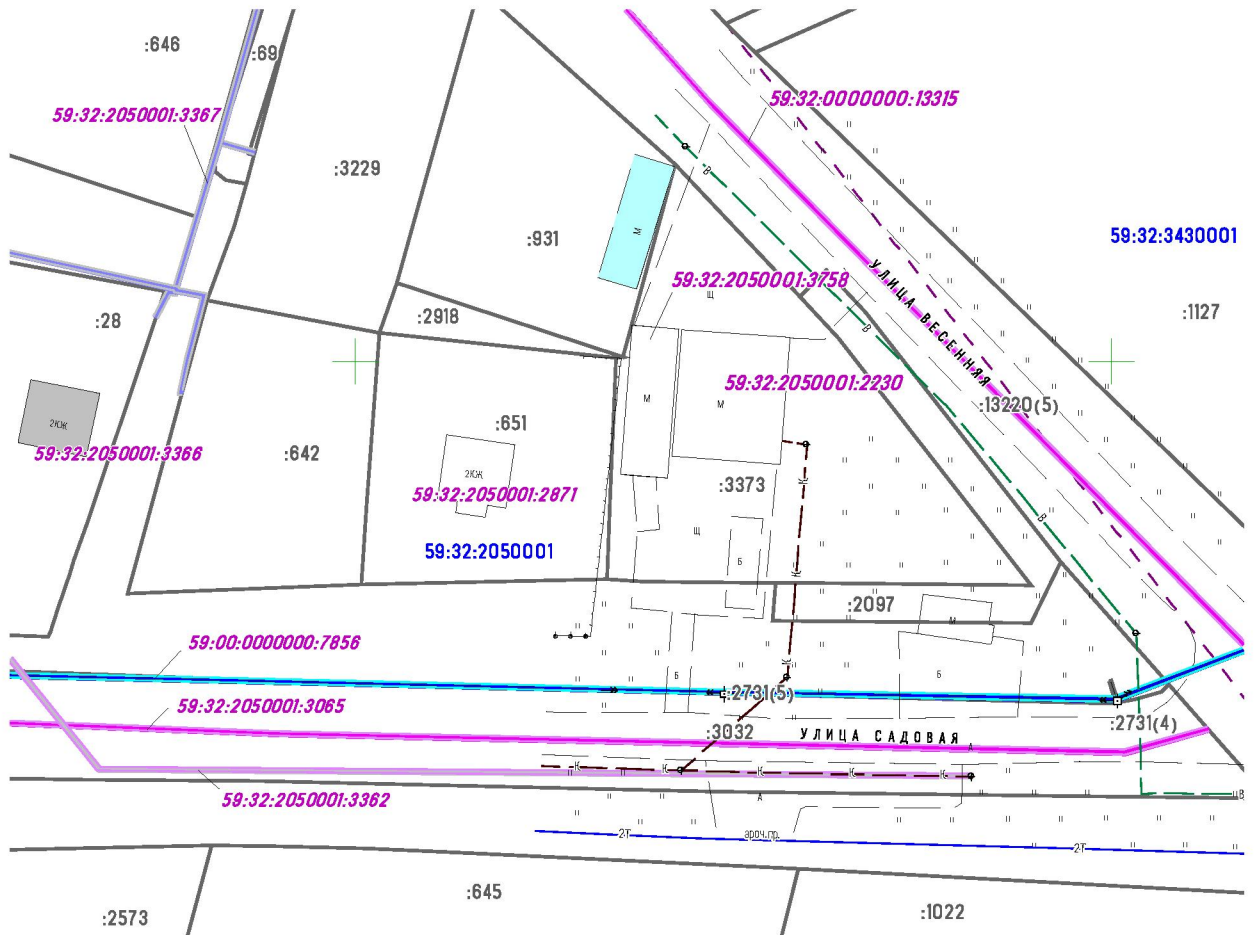 :646
:69
59:32:2050001:3367
59:32:0000000:13315
:3229
В
:931
М
59:32:3430001
59:32:2050001:3758
Щ
:28
:2918
В
УЛИЦА ВЕСЕННЯЯ
:1127
59:32:2050001:2230
М
М
:13220(5)
2КЖ
:651
59:32:2050001:3366
:642
2КЖ
59:32:2050001:2871
:3373
К
В
Щ
59:32:2050001
Б
К
:2097
М
59:00:0000000:7856
К
Б
Б
:2731(5)
59:32:2050001:3065
:3032
УЛИЦА САДОВАЯ
:2731(4)
А
К
К
К
К
К
59:32:2050001:3362
А
В
2Т
ароч.пр.
2Т
:645
:2573
:1022